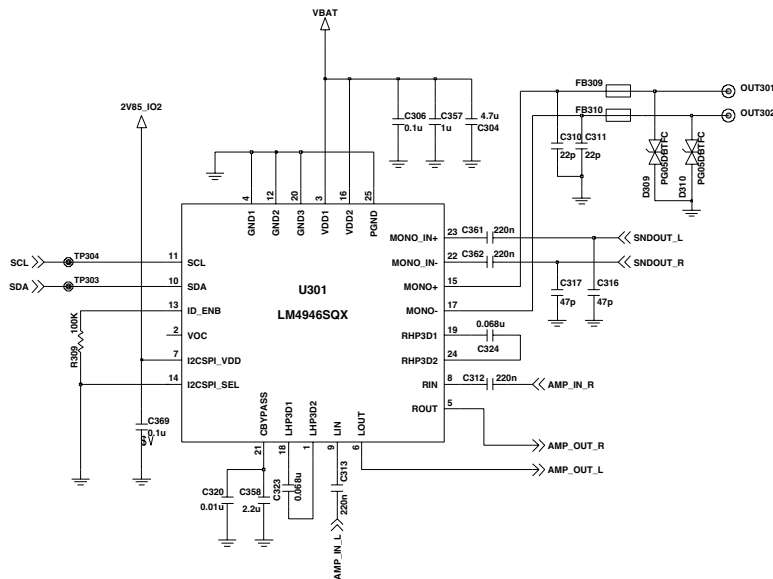 VBAT
2V85_IO2
FB309
OUT301
FB310
OUT302
C306
0.1u
C357
1u
4.7u
C304
C310
22p
C311
22p
D309
PG05DBTFC
D310
PG05DBTFC
4
12
20
3
16
25
GND1
GND2
GND3
VDD1
VDD2
PGND
SCL
TP304
11
SCL
SDA
TP303
10
SDA
13
ID_ENB
2
VOC
7
I2CSPI_VDD
14
I2CSPI_SEL
R309
100K
U301
LM4946SQX
MONO_IN+
23
C361
220n
SNDOUT_L
MONO_IN-
22
C362
220n
SNDOUT_R
MONO+
15
MONO-
17
C317
47p
C316
47p
RHP3D1
19
0.068u
C324
RHP3D2
24
RIN
8
C312
220n
AMP_IN_R
ROUT
5
AMP_OUT_R
AMP_OUT_L
C369
0.1u
CBYPASS
LHP3D1
LHP3D2
LIN
LOUT
21
18
1
9
6
C320
0.01u
C358
2.2u
C323
0.068u
C313
220n
AMP_IN_L